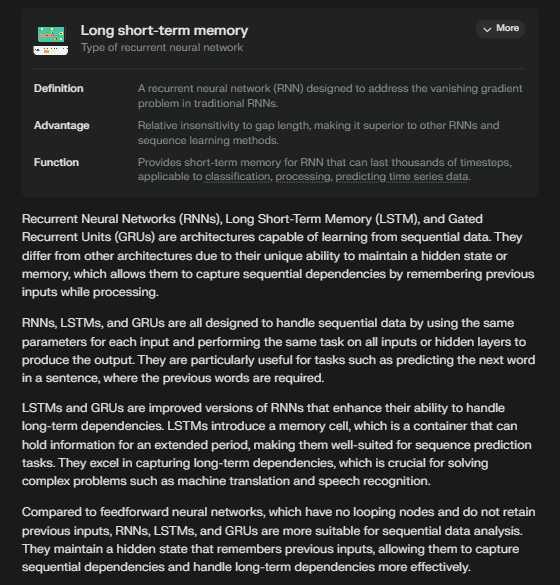 Long short-term memory
More
Type of recurrent neural network
Definition
A recurrent neural network (RNN) designed to address the vanishing gradient
problem in traditional RNNs.
Advantage
Relative insensitivity to gap length, making it superior to other RNNs and
sequence learning methods.
Function
Provides short-term memory for RNN that can last thousands of timesteps,
applicable to classification, processing, predicting time series data.
Recurrent Neural Networks (RNNs), Long Short-Term Memory (LSTM), and Gated
Recurrent Units (GRUs) are architectures capable of learning from sequential data. They
differ from other architectures due to their unique ability to maintain a hidden state or
memory, which allows them to capture sequential dependencies by remembering previous
inputs while processing.
RNNs, LSTMs, and GRUs are all designed to handle sequential data by using the same
parameters for each input and performing the same task on all inputs or hidden layers to
produce the output. They are particularly useful for tasks such as predicting the next word
in a sentence, where the previous words are required.
LSTMs and GRUs are improved versions of RNNs that enhance their ability to handle
long-term dependencies. LSTMs introduce a memory cell, which is a container that can
hold information for an extended period, making them well-suited for sequence prediction
tasks. They excel in capturing long-term dependencies, which is crucial for solving
complex problems such as machine translation and speech recognition.
Compared to feedforward neural networks, which have no looping nodes and do not retain
previous inputs, RNNs, LSTMs, and GRUs are more suitable for sequential data analysis.
They maintain a hidden state that remembers previous inputs, allowing them to capture
sequential dependencies and handle long-term dependencies more effectively.